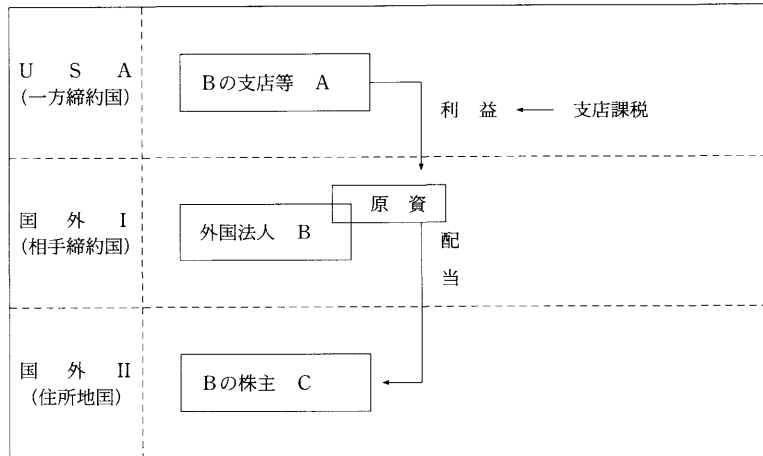 U S A
(一方締約国)
Bの支店等 A
利 益 ← 支店課税
国 外 I
(相手締約国)
原 資
外国法人 B
配
当
国 外 II
(住所地国)
Bの株主 C